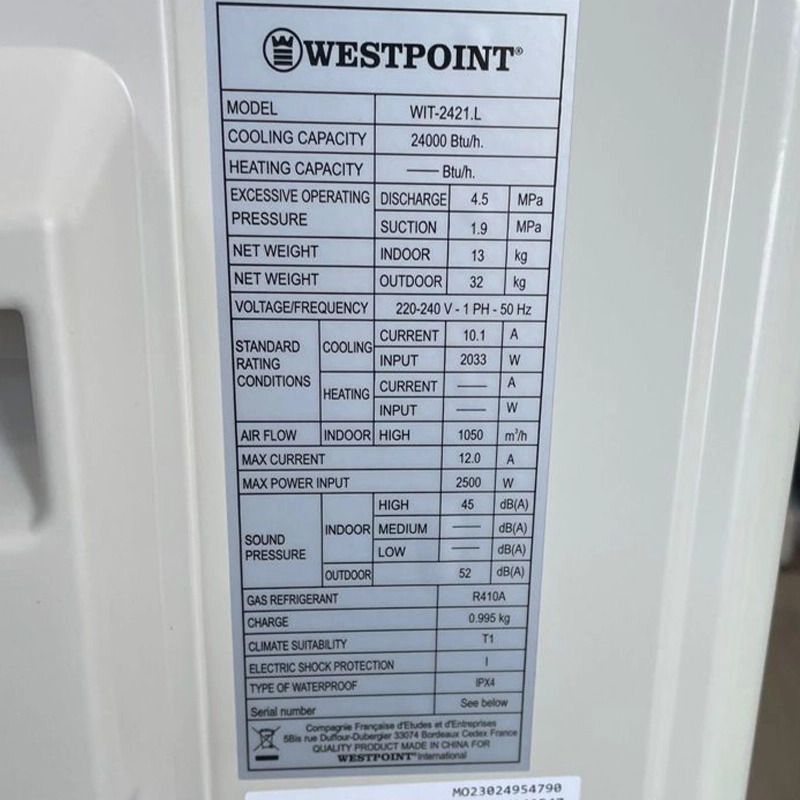 WESTPOINT®
MODEL WIT-2421.L
COOLING CAPACITY 24000 Btu/h.
HEATING CAPACITY —— Btu/h.
EXCESSIVE OPERATING PRESSURE DISCHARGE 4.5 MPa
SUCTION 1.9 MPa
NET WEIGHT INDOOR 13 kg
NET WEIGHT OUTDOOR 32 kg
VOLTAGE/FREQUENCY 220-240 V - 1 PH - 50 Hz
STANDARD RATING CONDITIONS COOLING CURRENT 10.1 A
INPUT 2033 W
HEATING CURRENT —— A
INPUT —— W
AIR FLOW INDOOR HIGH 1050 m³/h
MAX CURRENT 12.0 A
MAX POWER INPUT 2500 W
SOUND PRESSURE INDOOR HIGH 45 dB(A)
MEDIUM —— dB(A)
LOW —— dB(A)
OUTDOOR 52 dB(A)
GAS REFRIGERANT R410A
CHARGE 0.995 kg
CLIMATE SUITABILITY T1
ELECTRIC SHOCK PROTECTION I
TYPE OF WATERPROOF IPX4
Serial number See below
Compagnie Française d'Etudes et d'Entreprises
5Bis rue Duffour-Dubergier 33074 Bordeaux Cedex France
QUALITY PRODUCT MADE IN CHINA FOR
WESTPOINT® International
MO23024954790